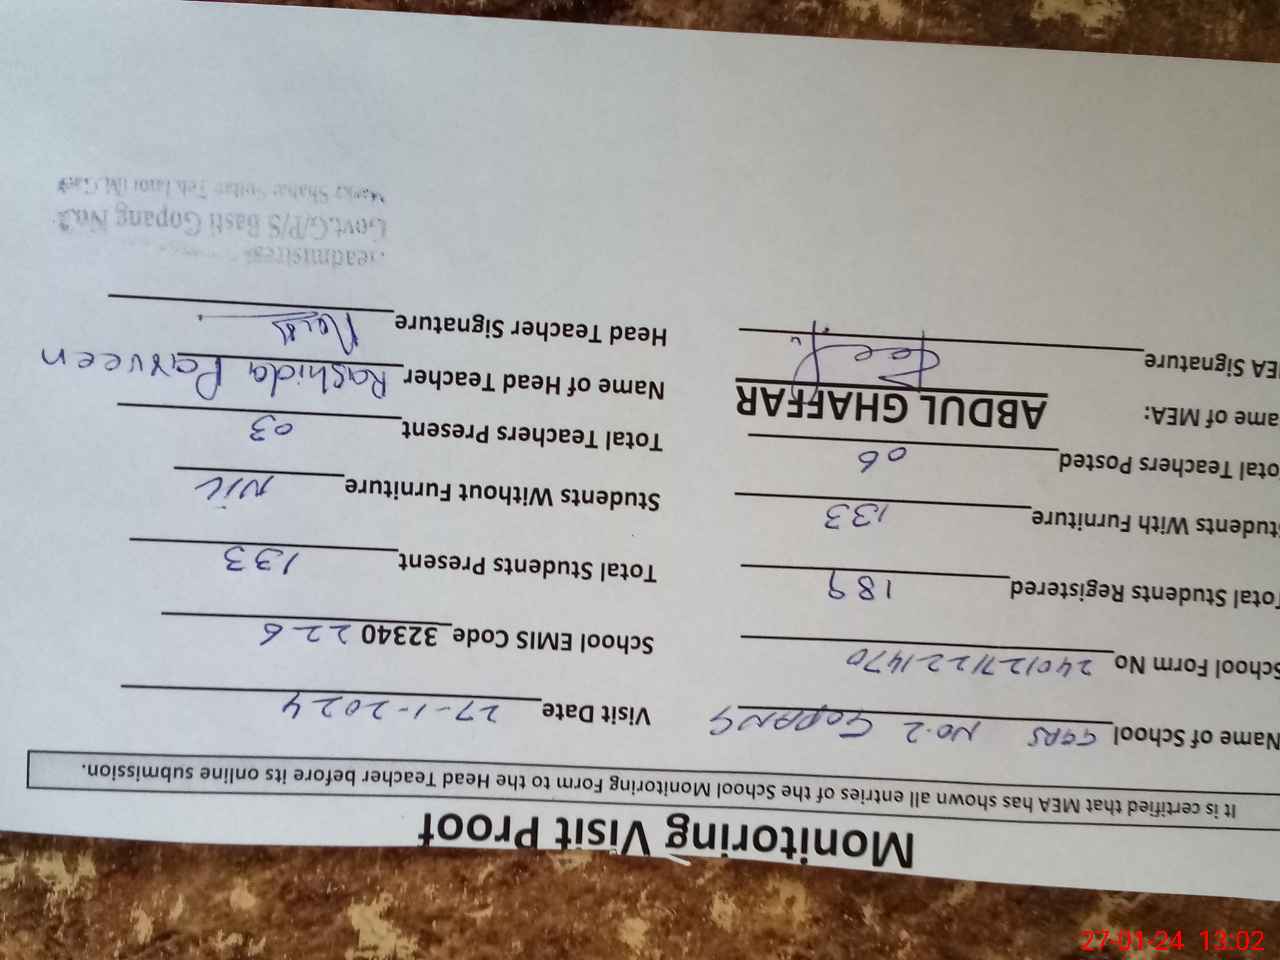 Monitoring Visit Proof
It is certified that MEA has shown all entries of the School Monitoring Form to the Head Teacher before its online submission.
Name of School GGPS NO.2 GOPANG Visit Date 27-1-2024
School Form No 2401271221470 School EMIS Code 32340226
Total Students Registered 189 Total Students Present 133
Students With Furniture 133 Students Without Furniture Nil
Total Teachers Posted 06 Total Teachers Present 03
ame of MEA: ABDUL GHAFFAR Name of Head Teacher Rashida Parveen
EA Signature Head Teacher Signature
eadmistres
Govt.G/P/S Basti Gopang No.2
27-01-24 13:02